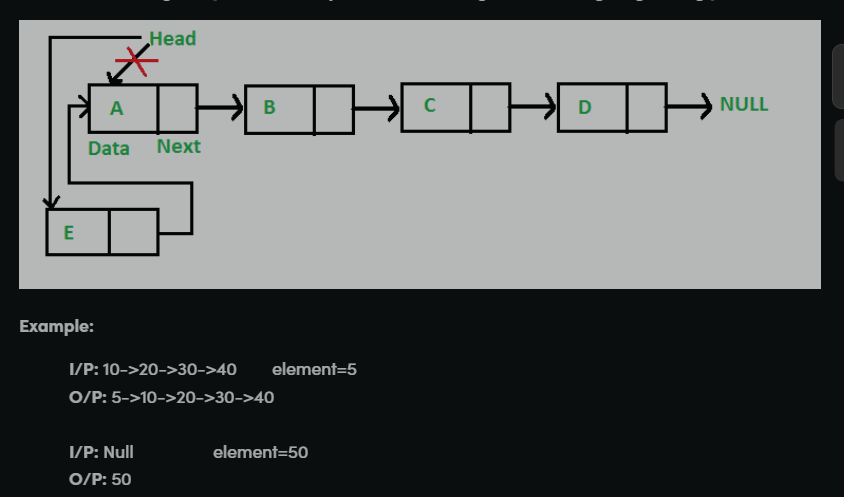 Head
A B C D NULL
Data Next
E
Example:
I/P: 10->20->30->40 element=5
O/P: 5->10->20->30->40
I/P: Null element=50
O/P: 50